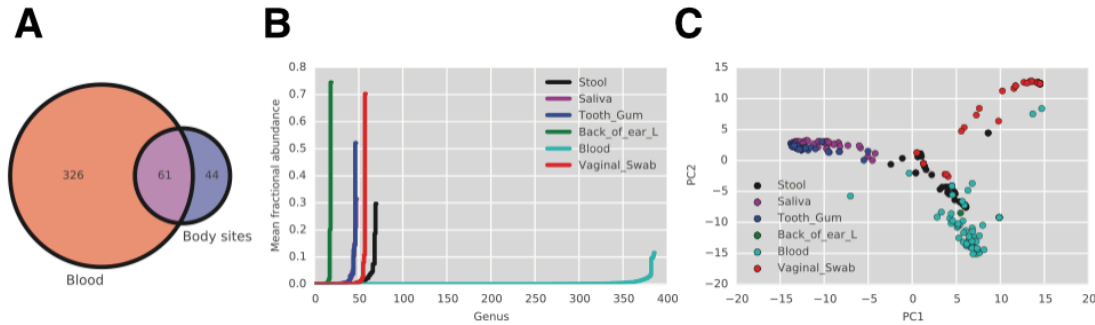 A
B
C
326
61
44
Body sites
Blood
0.8
0.7
0.6
0.5
0.4
0.3
0.2
0.1
0.0
Mean fractional abundance
Stool
Saliva
Tooth_Gum
Back_of_ear_L
Blood
Vaginal_Swab
0
50
100
150
200
250
300
350
400
Genus
15
10
5
0
−5
−10
−15
−20
PC2
Stool
Saliva
Tooth_Gum
Back_of_ear_L
Blood
Vaginal_Swab
−20
−15
−10
−5
0
5
10
15
20
PC1